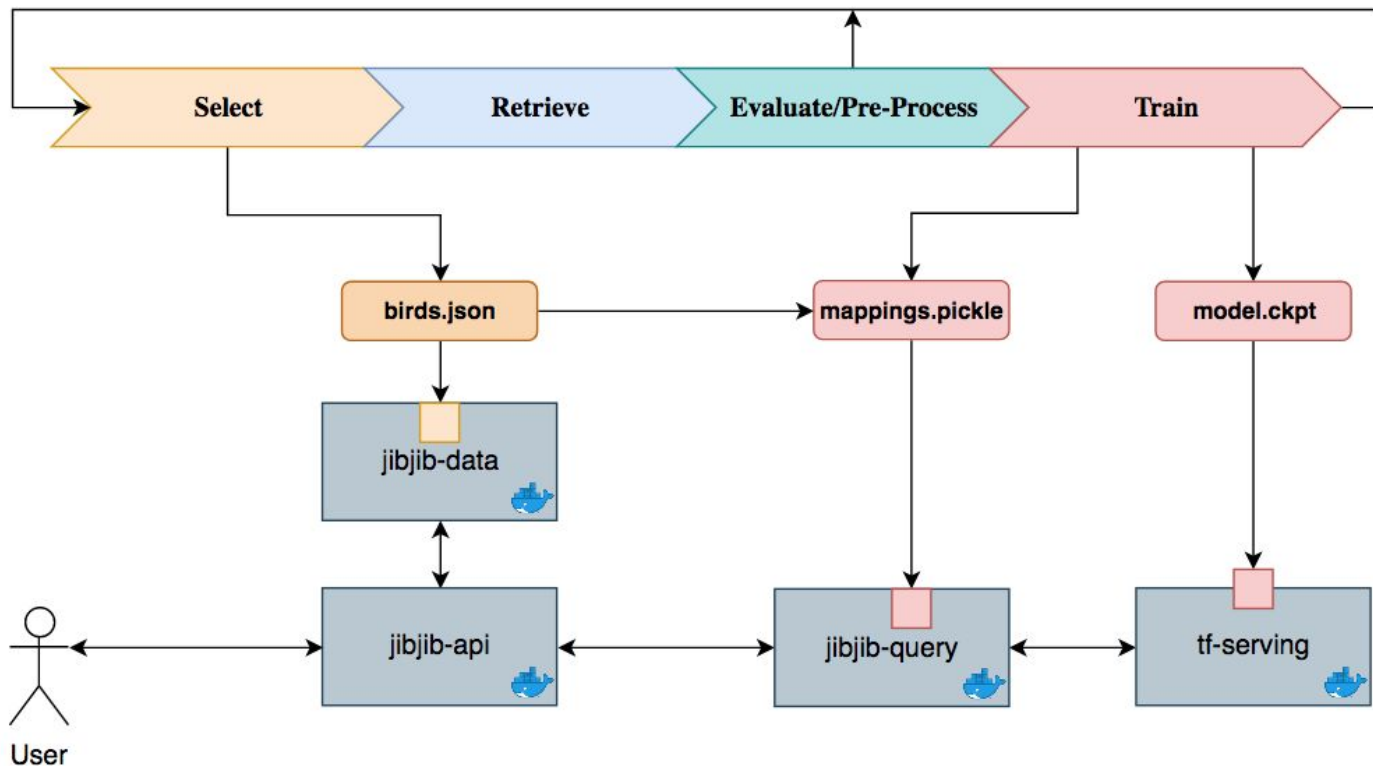 Select
Retrieve
Evaluate/Pre-Process
Train
birds.json
mappings.pickle
model.ckpt
jibjib-data
jibjib-api
jibjib-query
tf-serving
User